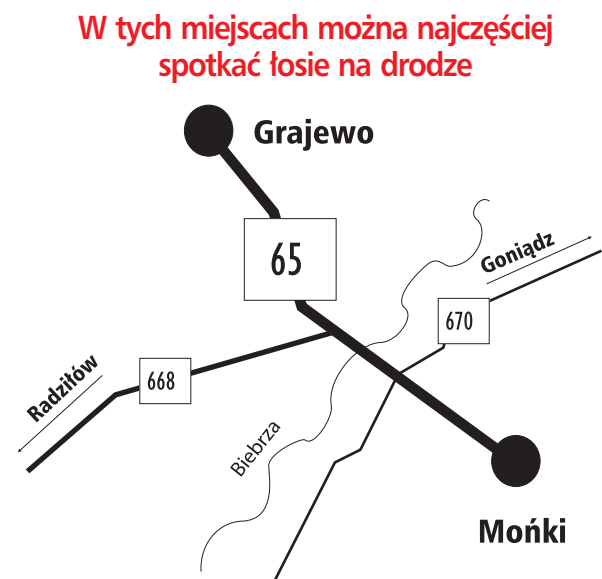 W tych miejscach można najczęściej
spotkać łosie na drodze
Grajewo
65
Goniądz
670
668
Radziłów
Biebrza
Mońki